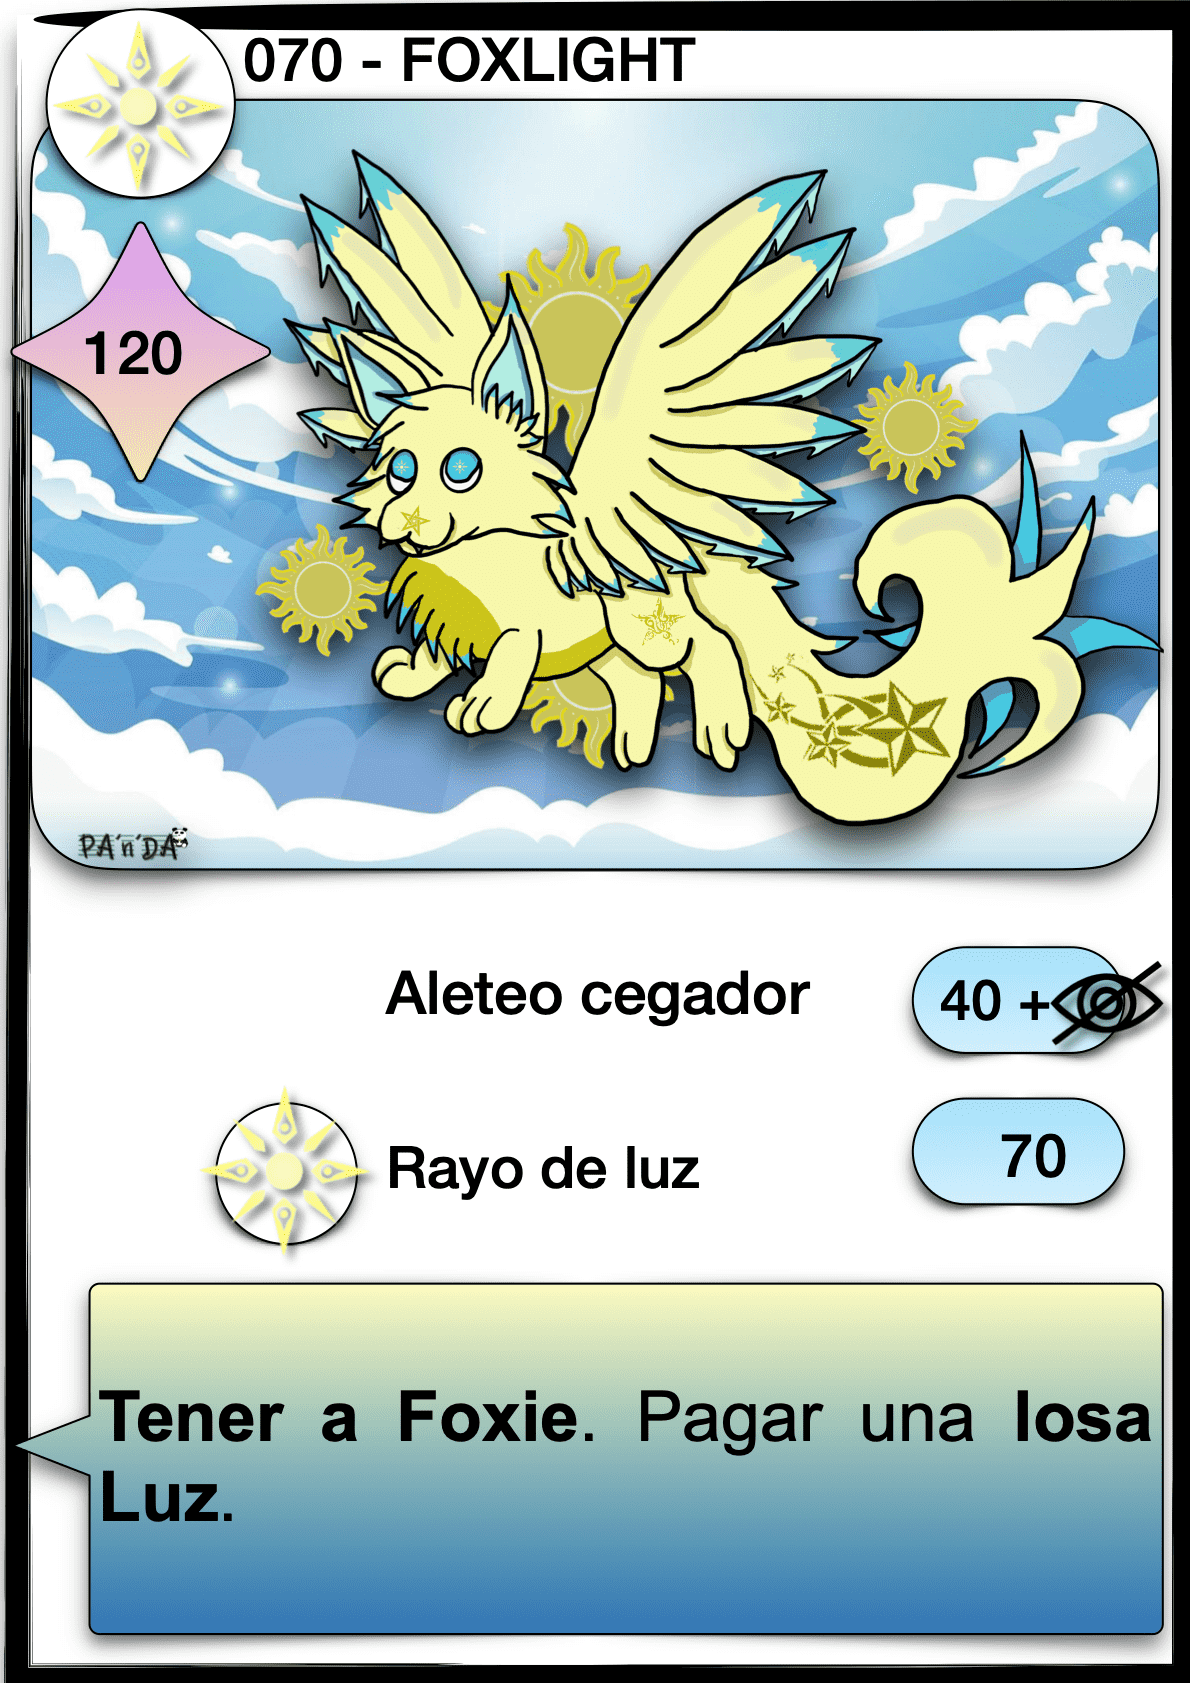 070 - FOXLIGHT
120
PA'n'DA
Aleteo cegador
40 +
Rayo de luz
70
Tener a Foxie. Pagar una losa
Luz.